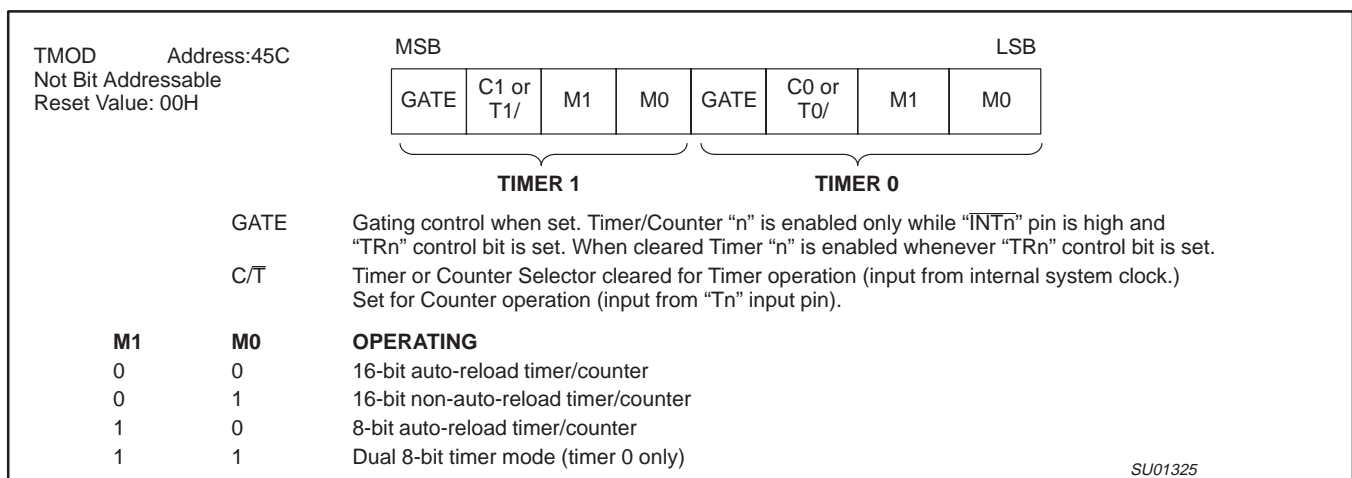 TMOD Address:45C
Not Bit Addressable
Reset Value: 00H
MSB LSB
GATE C1 or T1/ M1 M0 GATE C0 or T0/ M1 M0
TIMER 1 TIMER 0
GATE Gating control when set. Timer/Counter “n” is enabled only while “I̅N̅T̅n̅” pin is high and
“TRn” control bit is set. When cleared Timer “n” is enabled whenever “TRn” control bit is set.
C/T̅ Timer or Counter Selector cleared for Timer operation (input from internal system clock.)
Set for Counter operation (input from “Tn” input pin).
M1 M0 OPERATING
0 0 16-bit auto-reload timer/counter
0 1 16-bit non-auto-reload timer/counter
1 0 8-bit auto-reload timer/counter
1 1 Dual 8-bit timer mode (timer 0 only)
SU01325